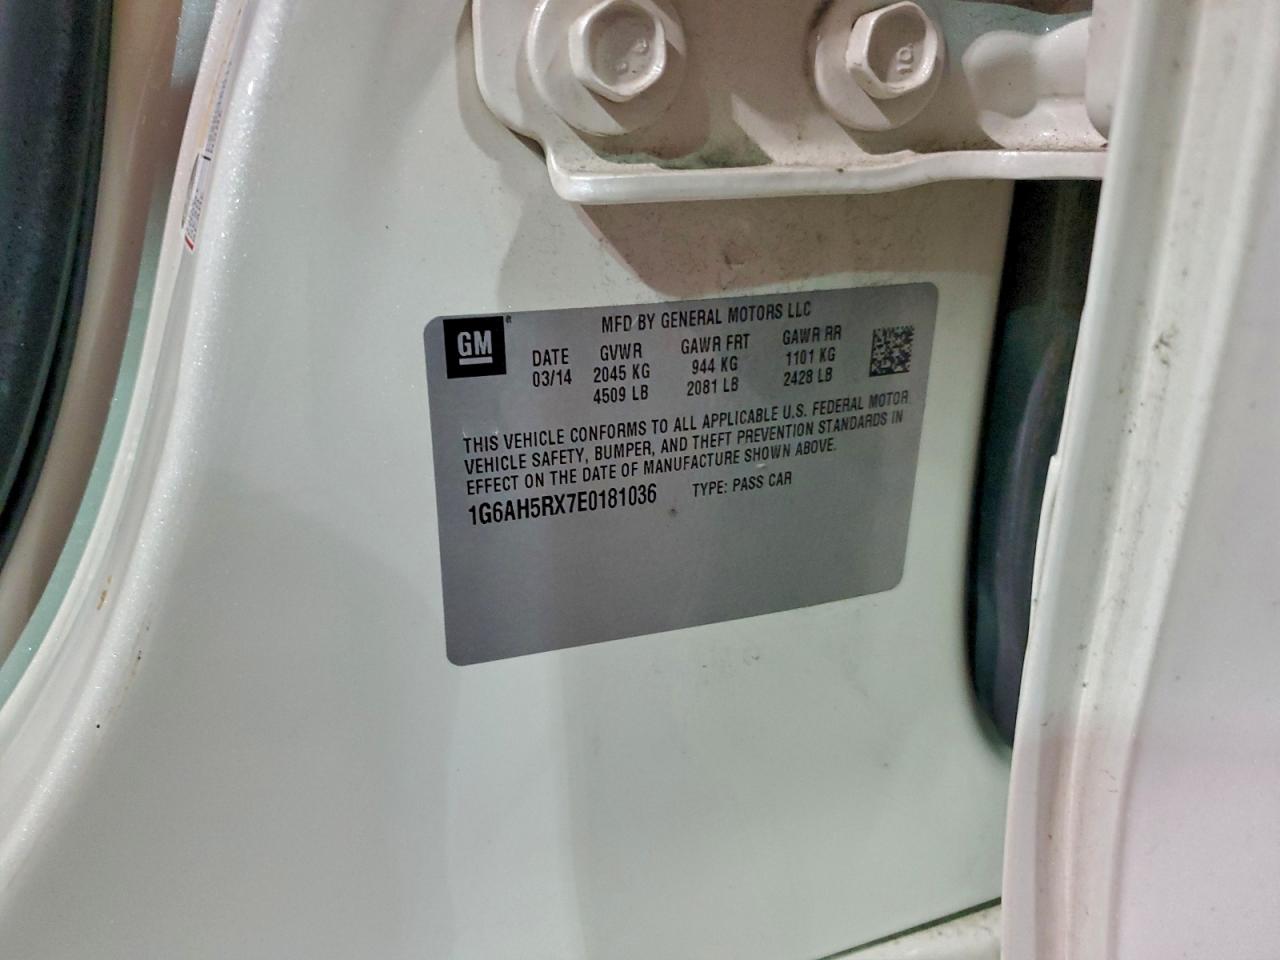 GM
MFD BY GENERAL MOTORS LLC
DATE GVWR GAWR FRT GAWR RR
03/14 2045 KG 944 KG 1101 KG
4509 LB 2081 LB 2428 LB
THIS VEHICLE CONFORMS TO ALL APPLICABLE U.S. FEDERAL MOTOR
VEHICLE SAFETY, BUMPER, AND THEFT PREVENTION STANDARDS IN
EFFECT ON THE DATE OF MANUFACTURE SHOWN ABOVE.
1G6AH5RX7E0181036 TYPE: PASS CAR
10